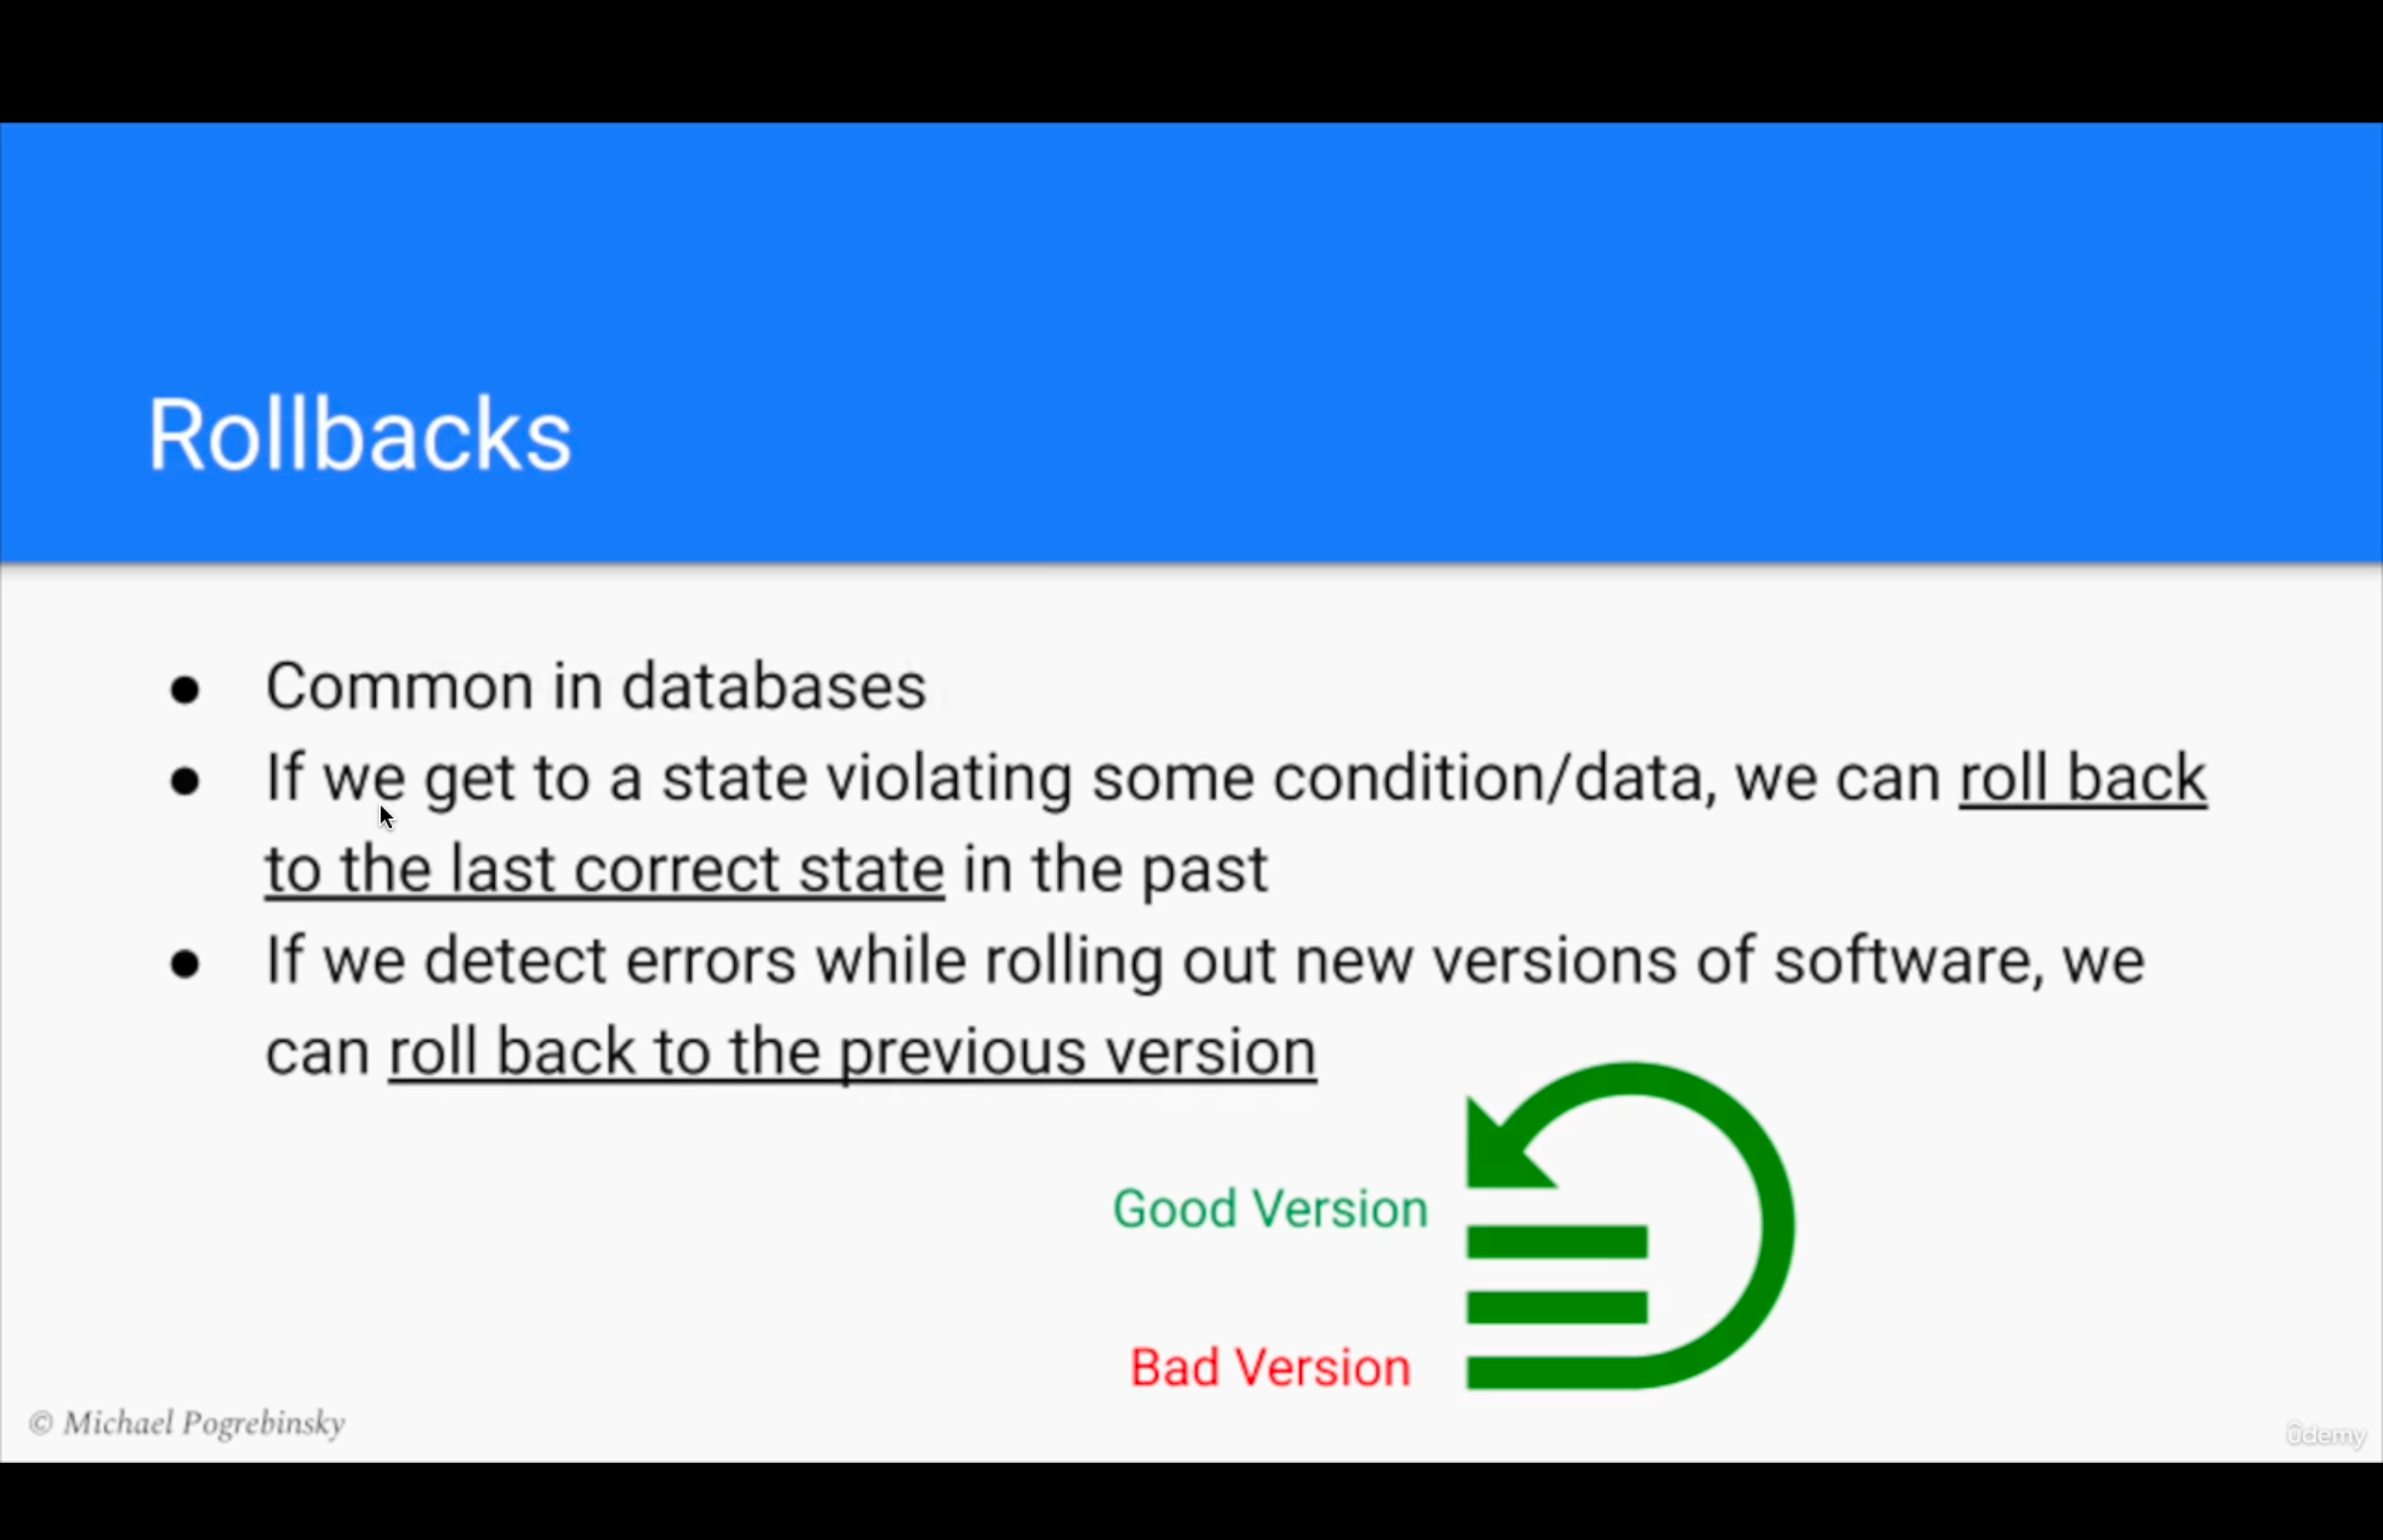 Rollbacks
● Common in databases
● If we get to a state violating some condition/data, we can roll back
to the last correct state in the past
● If we detect errors while rolling out new versions of software, we
can roll back to the previous version
Good Version
Bad Version
© Michael Pogrebinsky
ûdemy